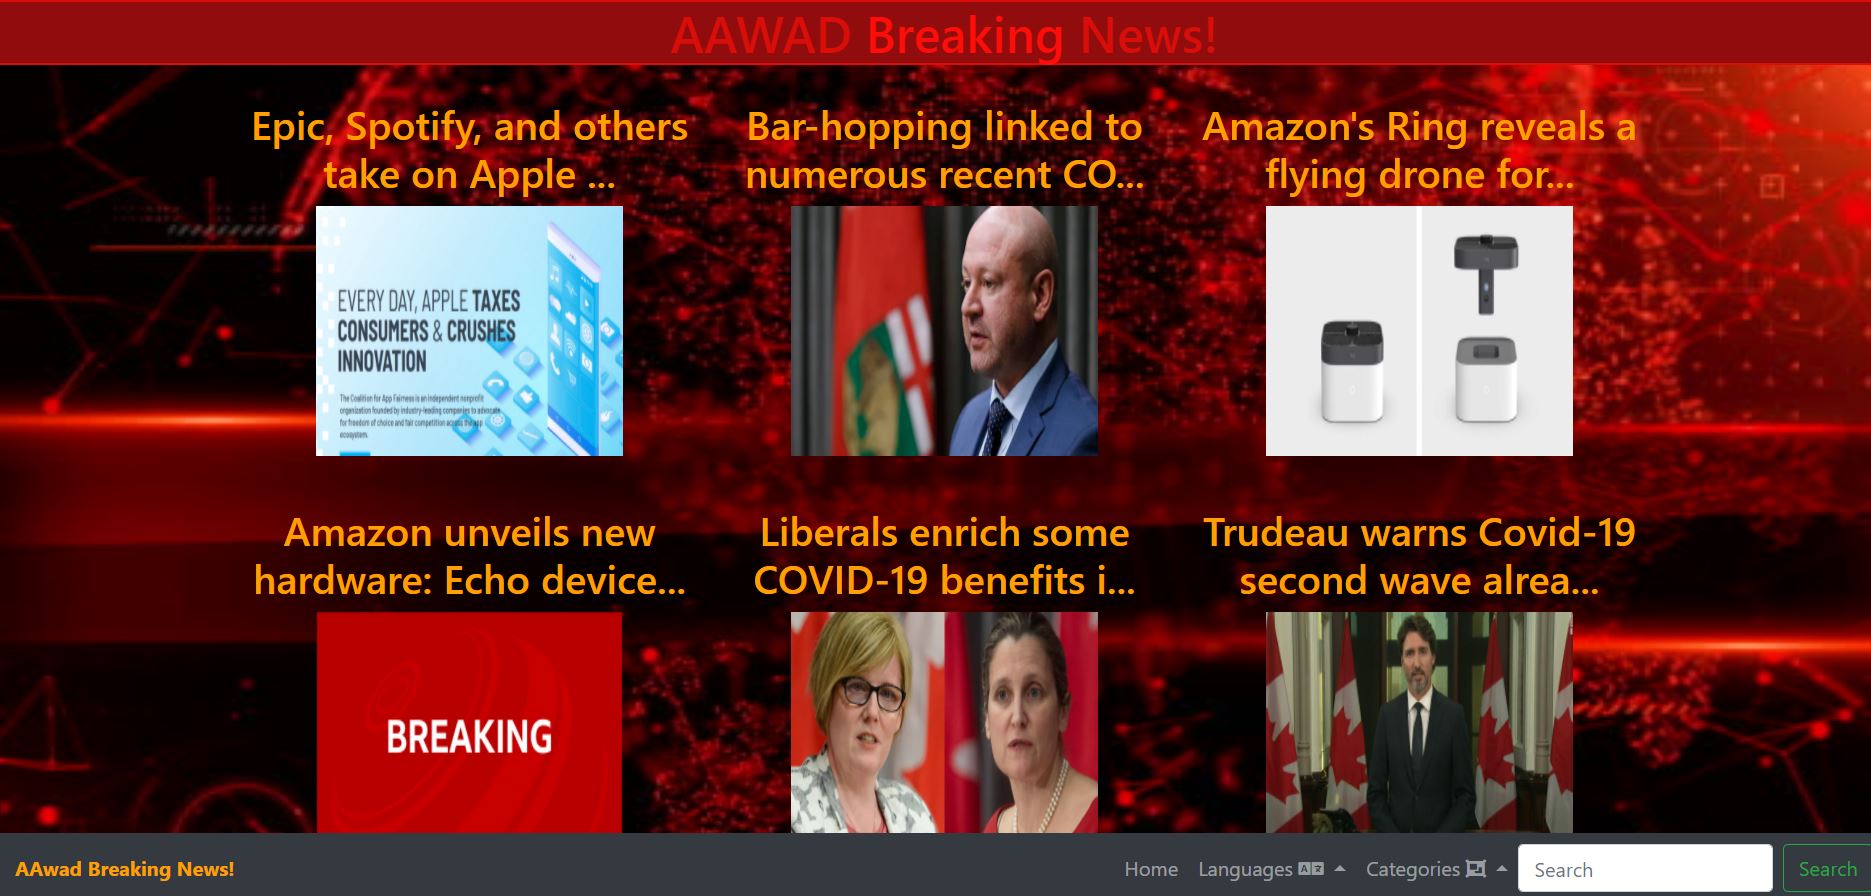 AAWAD Breaking News!
Epic, Spotify, and others
take on Apple ...
Bar-hopping linked to
numerous recent CO...
Amazon's Ring reveals a
flying drone for...
EVERY DAY, APPLE TAXES
CONSUMERS & CRUSHES
INNOVATION
The Coalition for App Fairness is an independent nonprofit
organization founded by industry-leading companies to advocate
for freedom of choice and fair competition across the app
ecosystem.
Amazon unveils new
hardware: Echo device...
Liberals enrich some
COVID-19 benefits i...
Trudeau warns Covid-19
second wave alrea...
BREAKING
AAwad Breaking News! Home Languages Categories Search Search